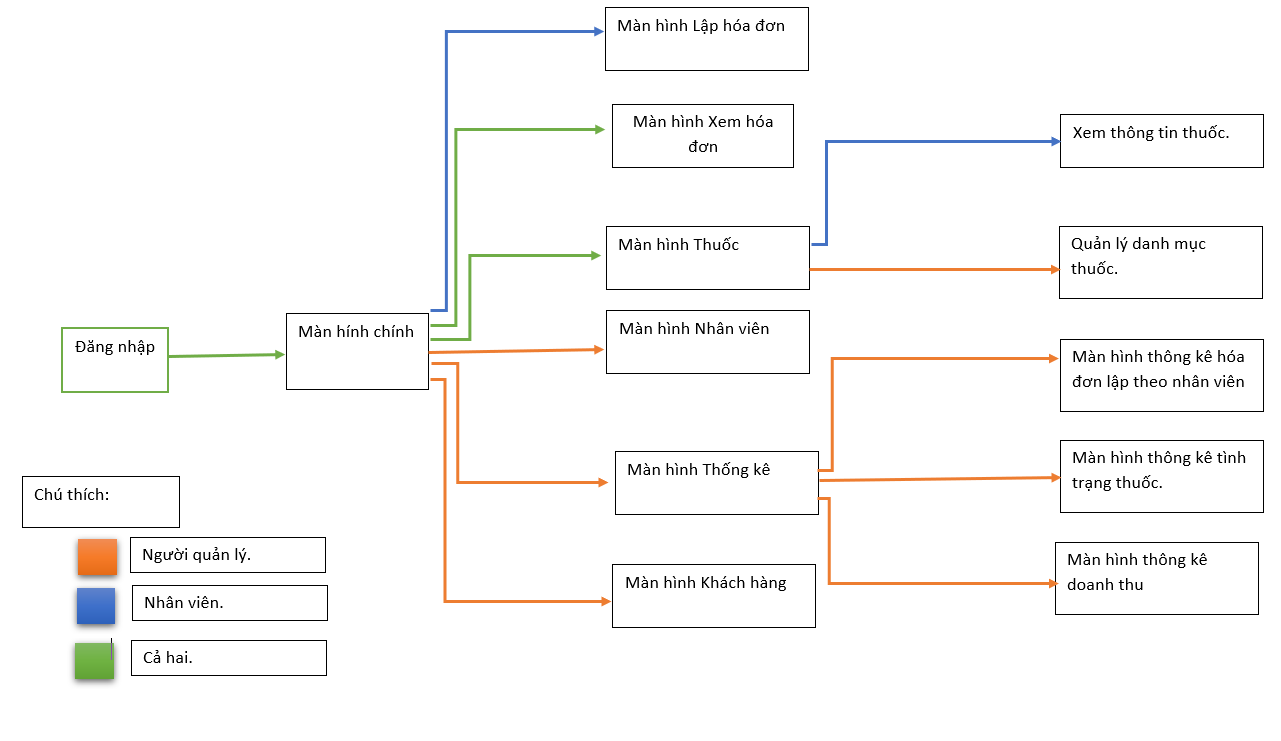 Màn hình Lập hóa đơn
Màn hình Xem hóa
đơn
Xem thông tin thuốc.
Màn hình Thuốc
Quản lý danh mục
thuốc.
Đăng nhập
Màn hính chính
Màn hình Nhân viên
Màn hình thông kê hóa
đơn lập theo nhân viên
Màn hình Thống kê
Màn hình thông kê tình
trạng thuốc.
Màn hình Khách hàng
Màn hình thông kê
doanh thu
Chú thích:
Người quản lý.
Nhân viên.
Cả hai.